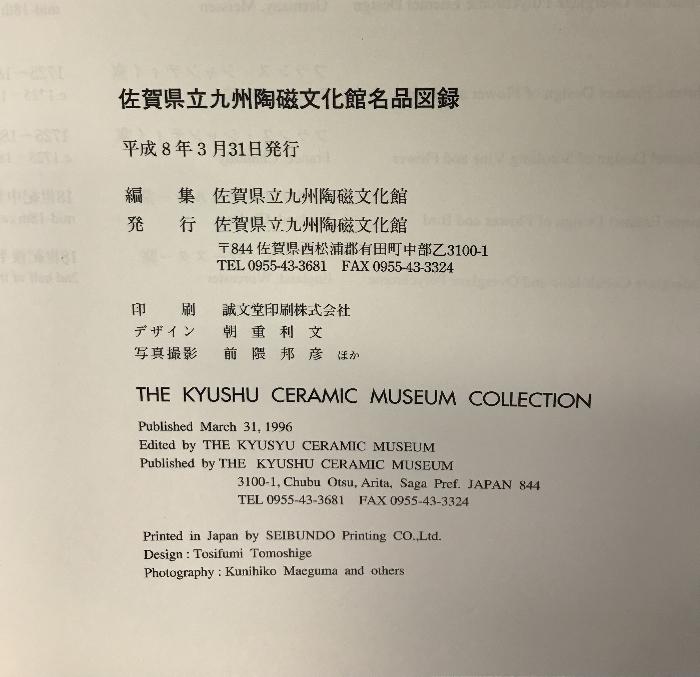 佐賀県立九州陶磁文化館名品図録
平成8年3月31日発行
編　集　佐賀県立九州陶磁文化館
発　行　佐賀県立九州陶磁文化館
〒844 佐賀県西松浦郡有田町中部乙3100-1
TEL 0955-43-3681　FAX 0955-43-3324
印　刷　誠文堂印刷株式会社
デザイン　朝　重　利　文
写真撮影　前　隈　邦　彦　ほか
THE KYUSHU CERAMIC MUSEUM COLLECTION
Published March 31, 1996
Edited by THE KYUSYU CERAMIC MUSEUM
Published by THE KYUSHU CERAMIC MUSEUM
3100-1, Chubu Otsu, Arita, Saga Pref. JAPAN 844
TEL 0955-43-3681　FAX 0955-43-3324
Printed in Japan by SEIBUNDO Printing CO.,Ltd.
Design : Tosifumi Tomoshige
Photography : Kunihiko Maeguma and others